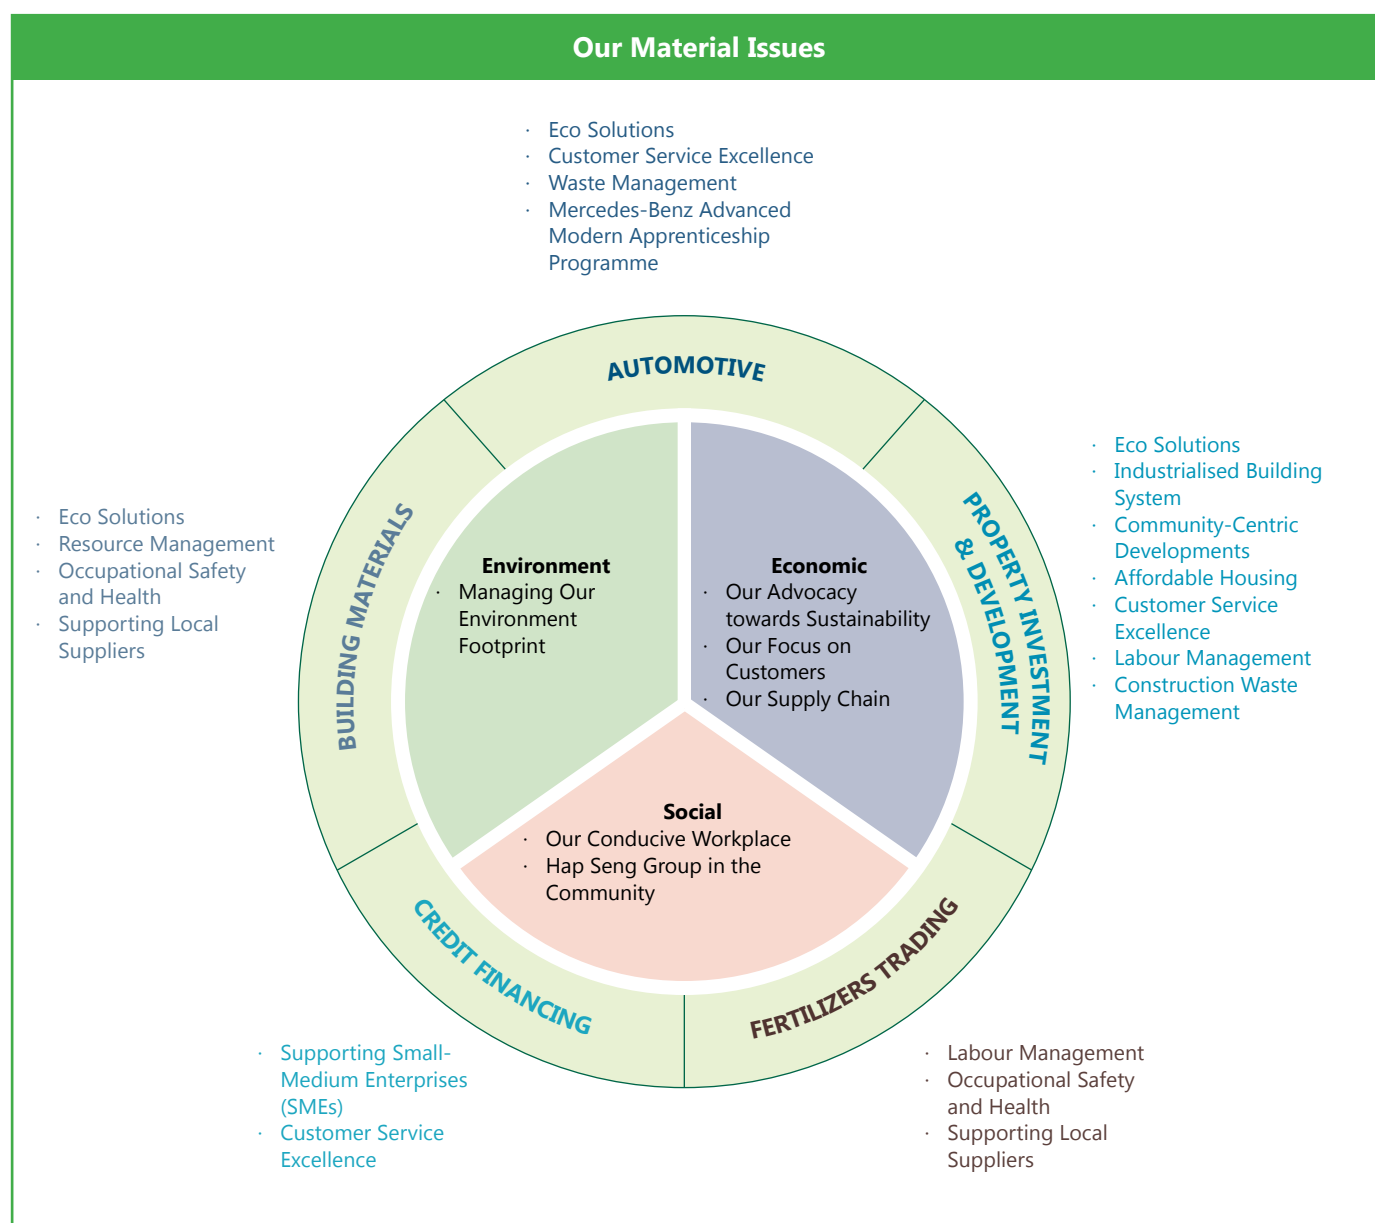 Our Material Issues
· Eco Solutions
· Customer Service Excellence
· Waste Management
· Mercedes-Benz Advanced
Modern Apprenticeship
Programme
AUTOMOTIVE
· Eco Solutions
· Industrialised Building
System
· Community-Centric
Developments
· Affordable Housing
· Customer Service
Excellence
· Labour Management
· Construction Waste
Management
PROPERTY INVESTMENT
& DEVELOPMENT
· Eco Solutions
· Resource Management
· Occupational Safety
and Health
· Supporting Local
Suppliers
BUILDING MATERIALS
Environment
· Managing Our
Environment
Footprint
Economic
· Our Advocacy
towards Sustainability
· Our Focus on
Customers
· Our Supply Chain
Social
· Our Conducive Workplace
· Hap Seng Group in the
Community
CREDIT FINANCING
· Supporting Small-
Medium Enterprises
(SMEs)
· Customer Service
Excellence
FERTILIZERS TRADING
· Labour Management
· Occupational Safety
and Health
· Supporting Local
Suppliers